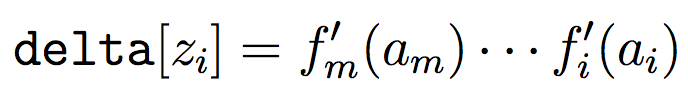 delta[z_i] = f'_m(a_m) ⋯ f'_i(a_i)